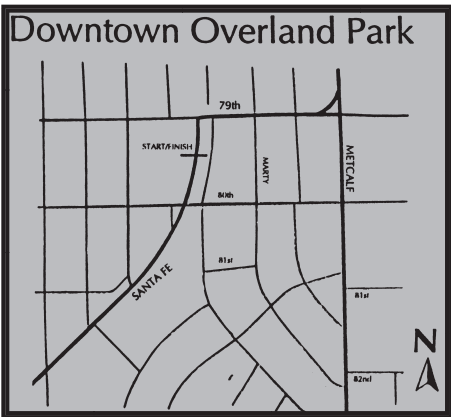 Downtown Overland Park
79th
START/FINISH
MARTY
METCALF
80th
81st
SANTA FE
81st
N
82nd